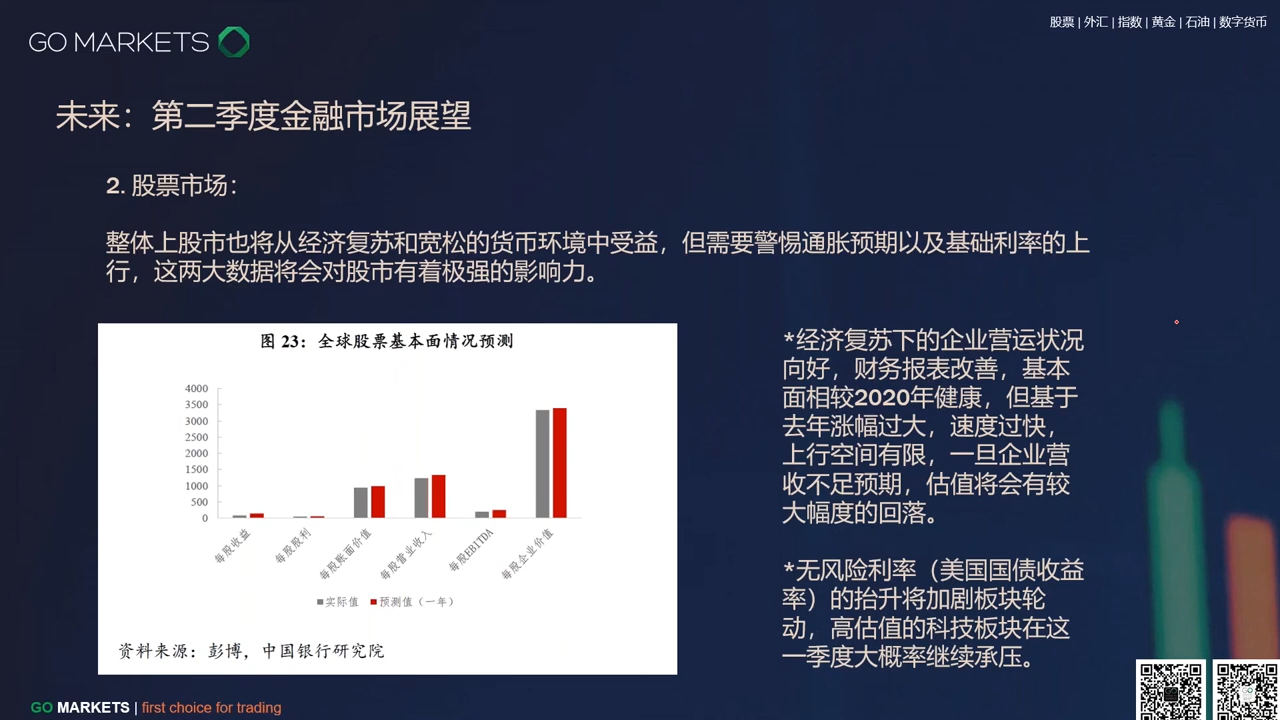 GO MARKETS
股票 | 外汇 | 指数 | 黄金 | 石油 | 数字货币
未来：第二季度金融市场展望
2. 股票市场：
整体上股市也将从经济复苏和宽松的货币环境中受益，但需要警惕通胀预期以及基础利率的上
行，这两大数据将会对股市有着极强的影响力。
图 23：全球股票基本面情况预测
4000
3500
3000
2500
2000
1500
1000
500
0
每股收益
每股股利
每股账面价值
每股营业收入
每股EBITDA
每股企业价值
实际值
预测值（一年）
资料来源：彭博，中国银行研究院
*经济复苏下的企业营运状况
向好，财务报表改善，基本
面相较2020年健康，但基于
去年涨幅过大，速度过快，
上行空间有限，一旦企业营
收不足预期，估值将会有较
大幅度的回落。
*无风险利率（美国国债收益
率）的抬升将加剧板块轮
动，高估值的科技板块在这
一季度大概率继续承压。
GO MARKETS | first choice for trading